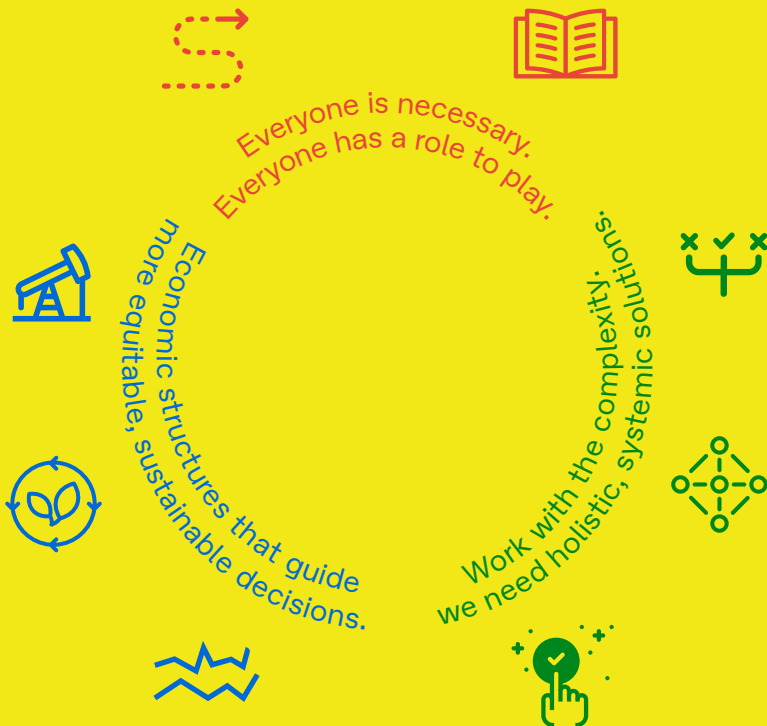 Everyone is necessary.
Everyone has a role to play.
Work with the complexity.
we need holistic, systemic solutions.
Economic structures that guide
more equitable, sustainable decisions.